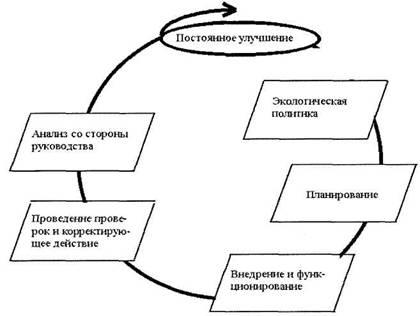 Постоянное улучшение
Экологическая
политика
Планирование
Внедрение и функ-
ционирование
Проведение прове-
рок и корректирую-
щее действие
Анализ со стороны
руководства